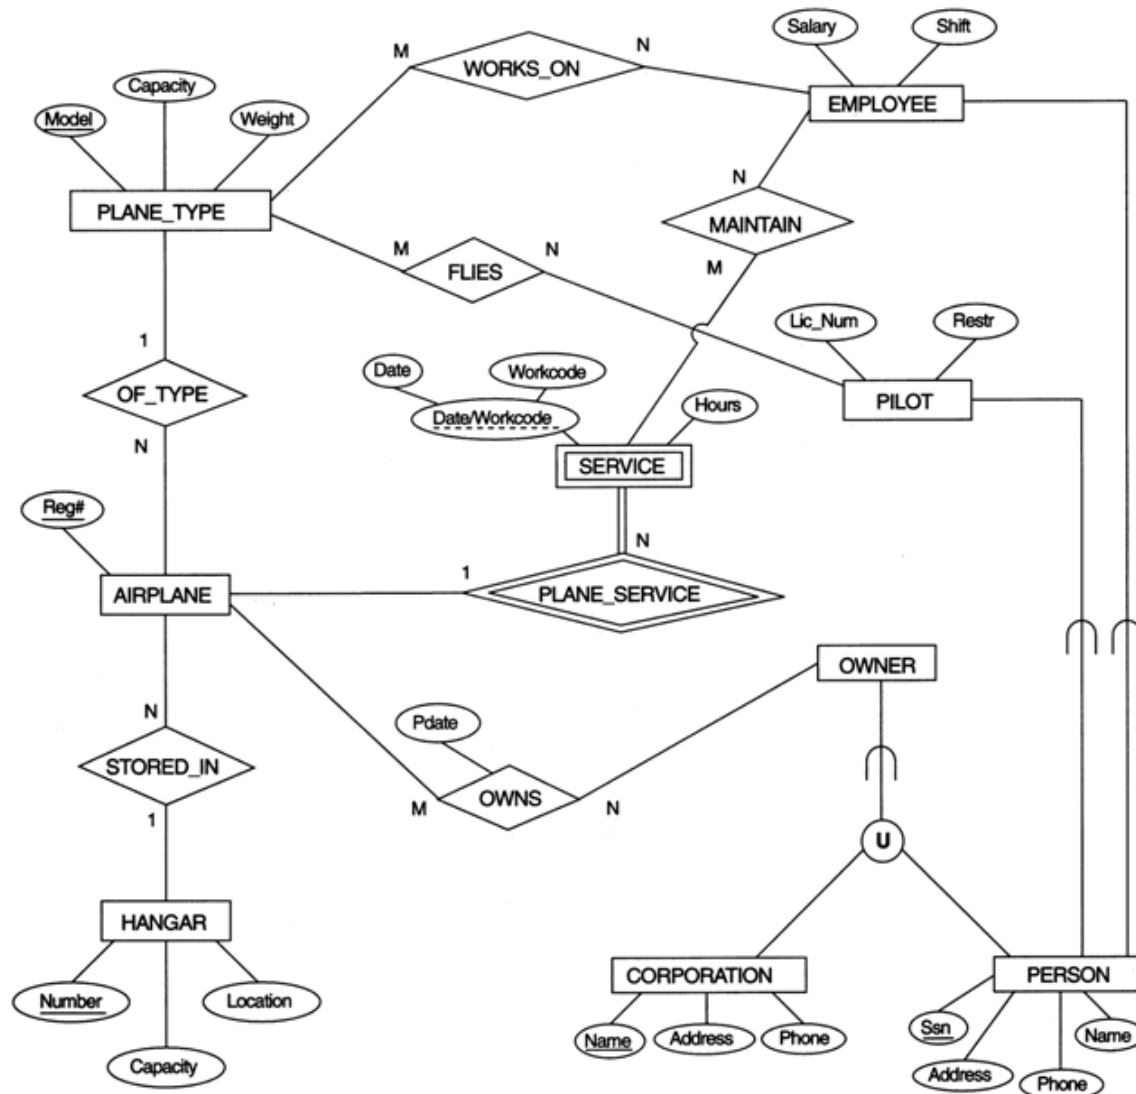 Salary
Shift
M
WORKS_ON
N
Capacity
EMPLOYEE
Model
Weight
PLANE_TYPE
N
MAINTAIN
M
FLIES
N
M
Lic_Num
Restr
1
Date
Workcode
OF_TYPE
Date/Workcode
Hours
PILOT
N
SERVICE
Reg#
N
1
AIRPLANE
PLANE_SERVICE
OWNER
N
Pdate
STORED_IN
OWNS
M
N
1
U
HANGAR
CORPORATION
PERSON
Number
Location
Name
Address
Phone
Ssn
Name
Capacity
Address
Phone